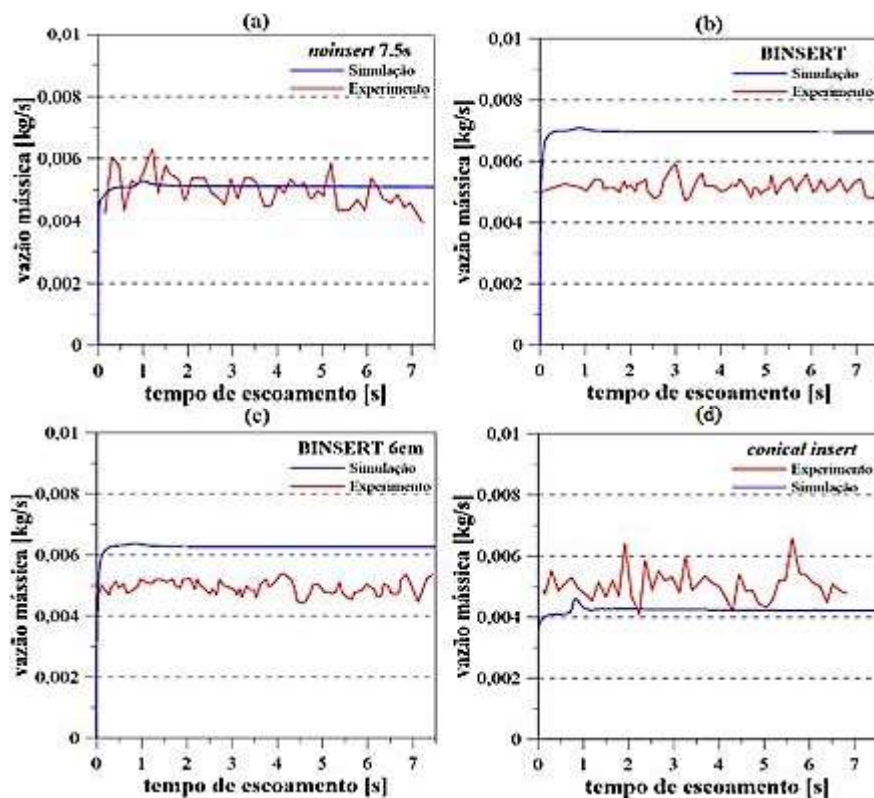 (a)
0,01
noinsert 7.5s
Simulação
Experimento
0,008
0,006
0,004
0,002
0
vazão mássica [kg/s]
0 1 2 3 4 5 6 7
tempo de escoamento [s]
(b)
0,01
BINSERT
Simulação
Experimento
0,008
0,006
0,004
0,002
0
vazão mássica [kg/s]
0 1 2 3 4 5 6 7
tempo de escoamento [s]
(c)
0,01
BINSERT 6cm
Simulação
Experimento
0,008
0,006
0,004
0,002
0
vazão mássica [kg/s]
0 1 2 3 4 5 6 7
tempo de escoamento [s]
(d)
0,01
conical insert
Experimento
Simulação
0,008
0,006
0,004
0,002
0
vazão mássica [kg/s]
0 1 2 3 4 5 6 7
tempo de escoamento [s]